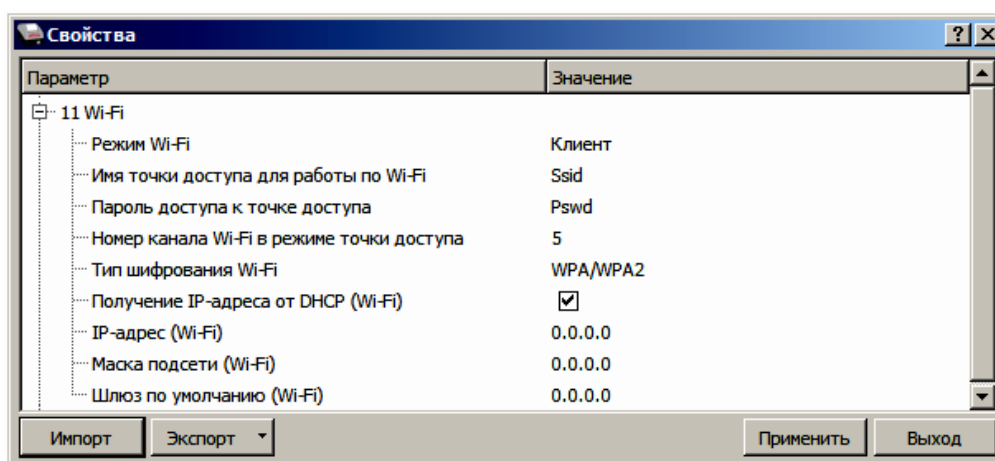 Свойства
Параметр Значение
11 Wi-Fi
Режим Wi-Fi Клиент
Имя точки доступа для работы по Wi-Fi Ssid
Пароль доступа к точке доступа Pswd
Номер канала Wi-Fi в режиме точки доступа 5
Тип шифрования Wi-Fi WPA/WPA2
Получение IP-адреса от DHCP (Wi-Fi)
IP-адрес (Wi-Fi) 0.0.0.0
Маска подсети (Wi-Fi) 0.0.0.0
Шлюз по умолчанию (Wi-Fi) 0.0.0.0
Импорт Экспорт Применить Выход